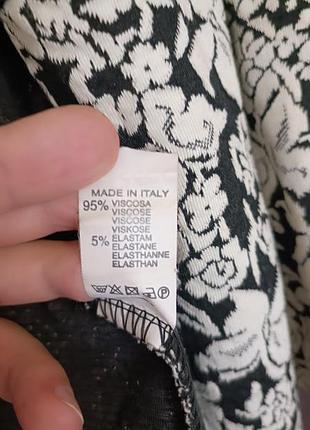 MADE IN ITALY
95% VISCOSA
VISCOSE
VISCOSE
VISKOSE
5% ELASTAM
ELASTANE
ELASTHANNE
ELASTHAN